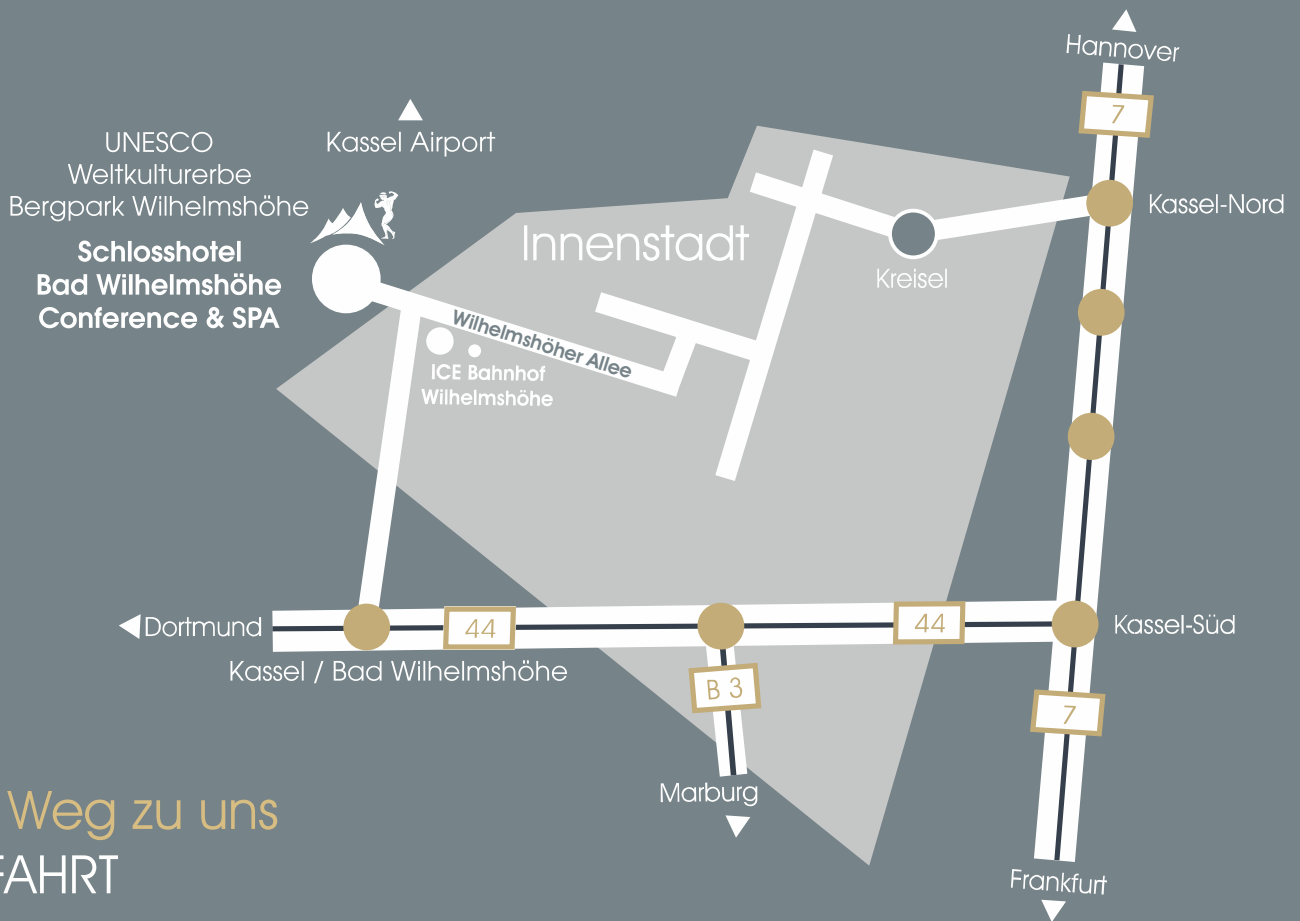 Hannover
7
Kassel Airport
UNESCO
Weltkulturerbe
Bergpark Wilhelmshöhe
Schlosshotel
Bad Wilhelmshöhe
Conference & SPA
Innenstadt
Kassel-Nord
Kreisel
Wilhelmshöher Allee
ICE Bahnhof
Wilhelmshöhe
Dortmund
44
44
Kassel-Süd
Kassel / Bad Wilhelmshöhe
B 3
7
Marburg
Frankfurt
Weg zu uns
FAHRT